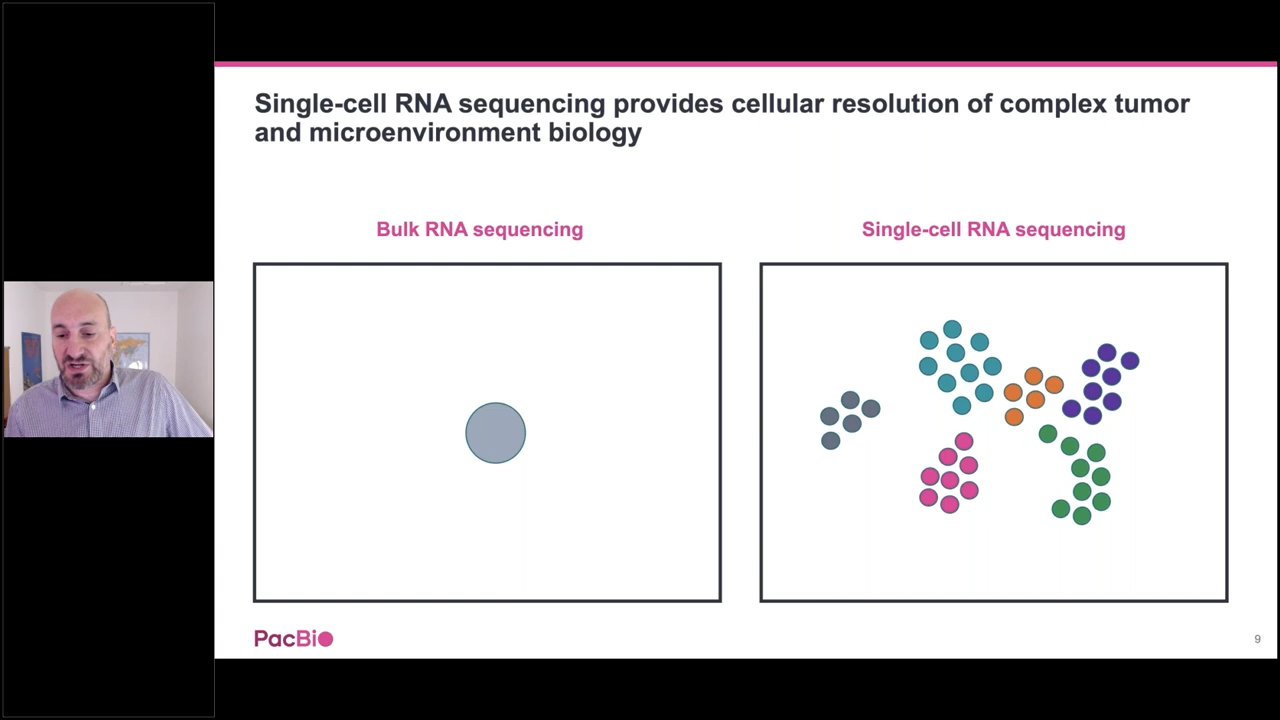 Single-cell RNA sequencing provides cellular resolution of complex tumor
and microenvironment biology
Bulk RNA sequencing
Single-cell RNA sequencing
PacBio
9